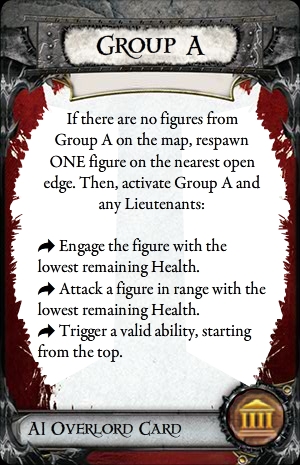 Group A
If there are no figures from
Group A on the map, respawn
ONE figure on the nearest open
edge. Then, activate Group A and
any Lieutenants:
Engage the figure with the
lowest remaining Health.
Attack a figure in range with the
lowest remaining Health.
Trigger a valid ability, starting
from the top.
AI Overlord Card